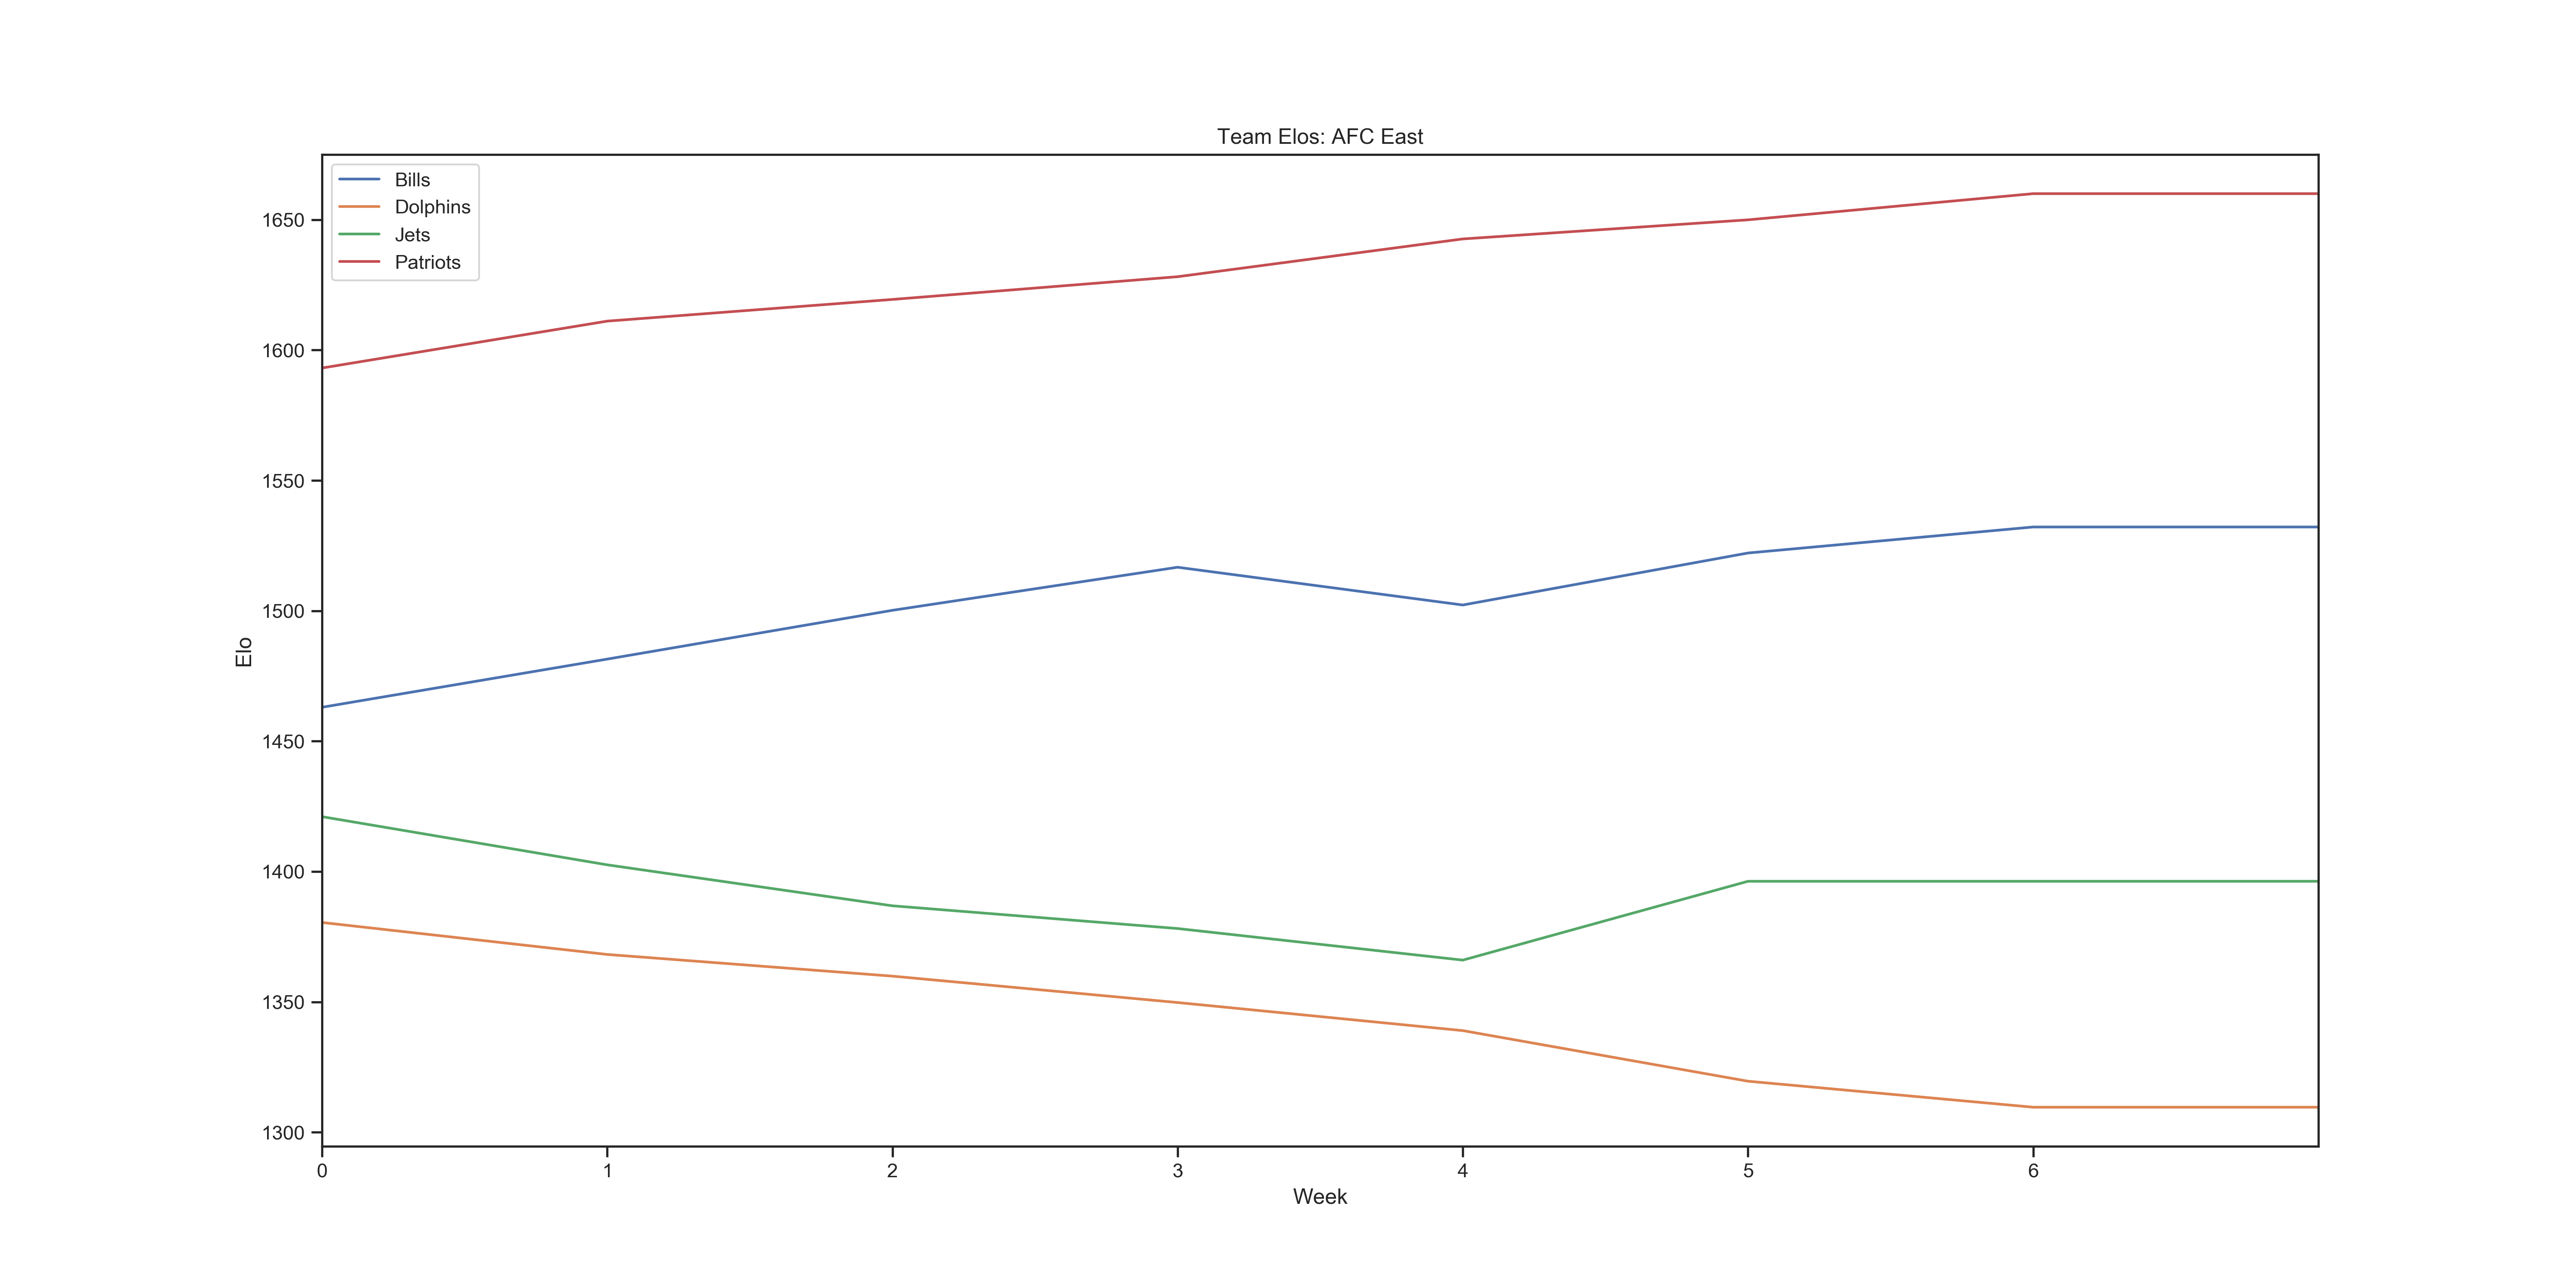 Team Elos: AFC East
Bills
Dolphins
Jets
Patriots
1650
1600
1550
1500
1450
1400
1350
1300
Elo
0 1 2 3 4 5 6
Week